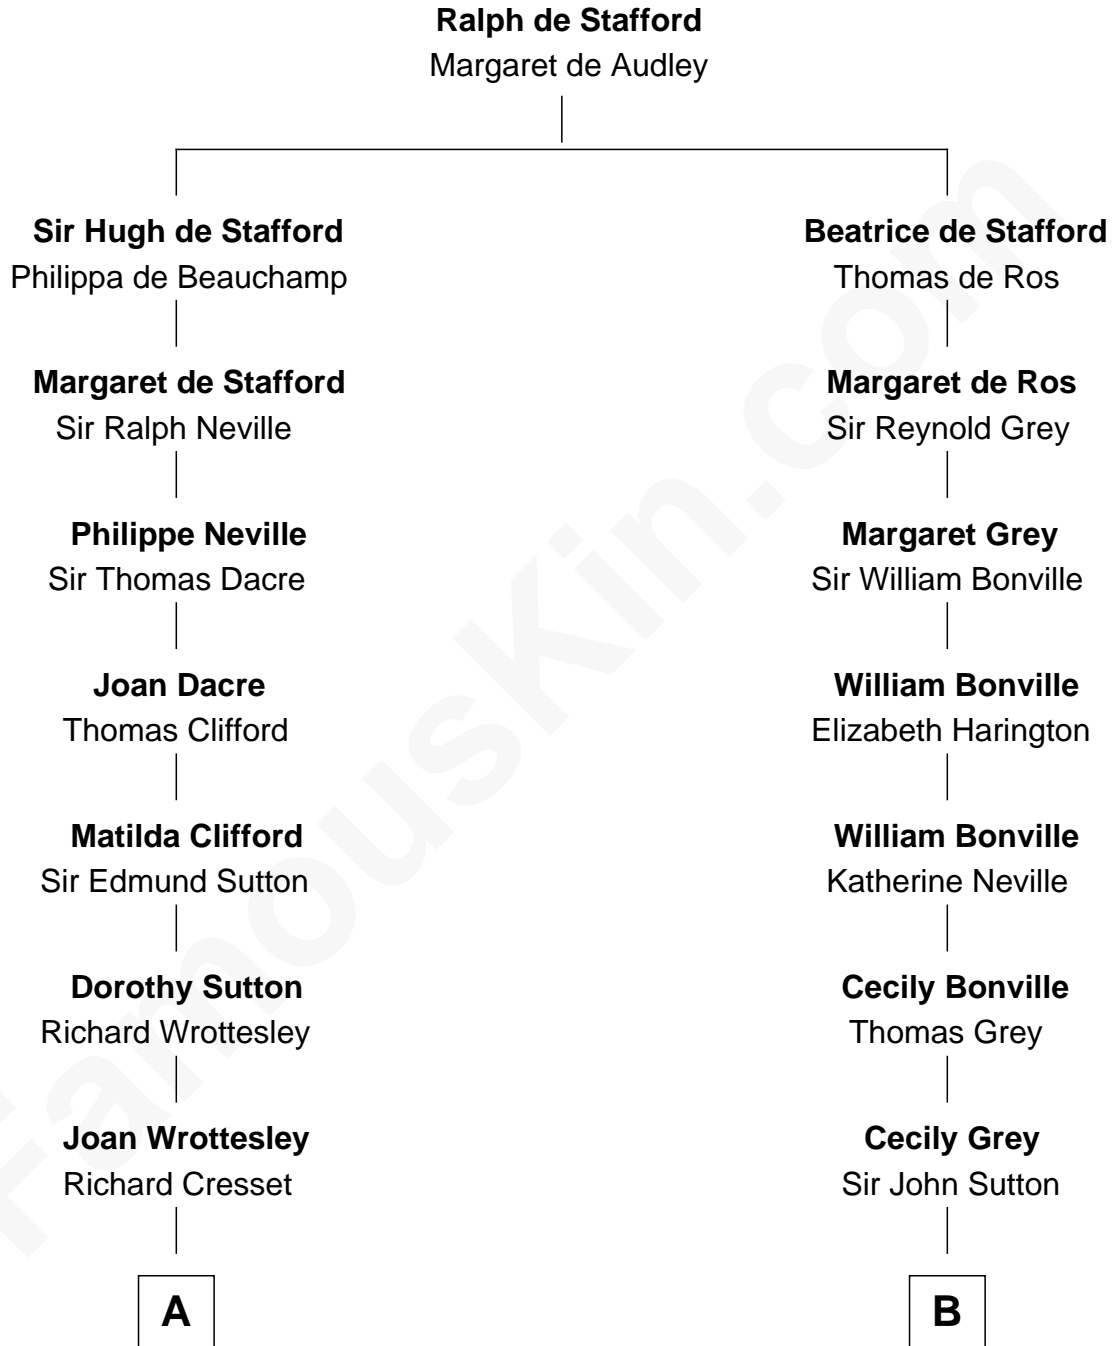 Ralph de Stafford
Margaret de Audley
Sir Hugh de Stafford
Philippa de Beauchamp
Beatrice de Stafford
Thomas de Ros
Margaret de Stafford
Sir Ralph Neville
Margaret de Ros
Sir Reynold Grey
Philippe Neville
Sir Thomas Dacre
Margaret Grey
Sir William Bonville
Joan Dacre
Thomas Clifford
William Bonville
Elizabeth Harington
Matilda Clifford
Sir Edmund Sutton
William Bonville
Katherine Neville
Dorothy Sutton
Richard Wrottesley
Cecily Bonville
Thomas Grey
Joan Wrottesley
Richard Cresset
Cecily Grey
Sir John Sutton
A
B
FamousKin.com